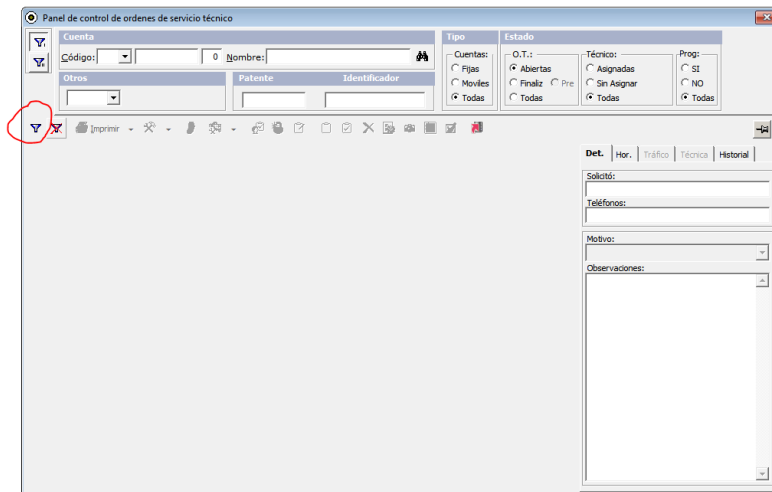 Panel de control de ordenes de servicio técnico
Cuenta
Código:
0
Nombre:
Otros
Patente
Identificador
Tipo
Cuentas:
Fijas
Moviles
Todas
Estado
O.T.:
Abiertas
Finaliz
Pre
Todas
Técnico:
Asignadas
Sin Asignar
Todas
Prog:
SI
NO
Todas
Imprimir
Det.
Hor.
Tráfico
Técnica
Historial
Solicitó:
Teléfonos:
Motivo:
Observaciones: